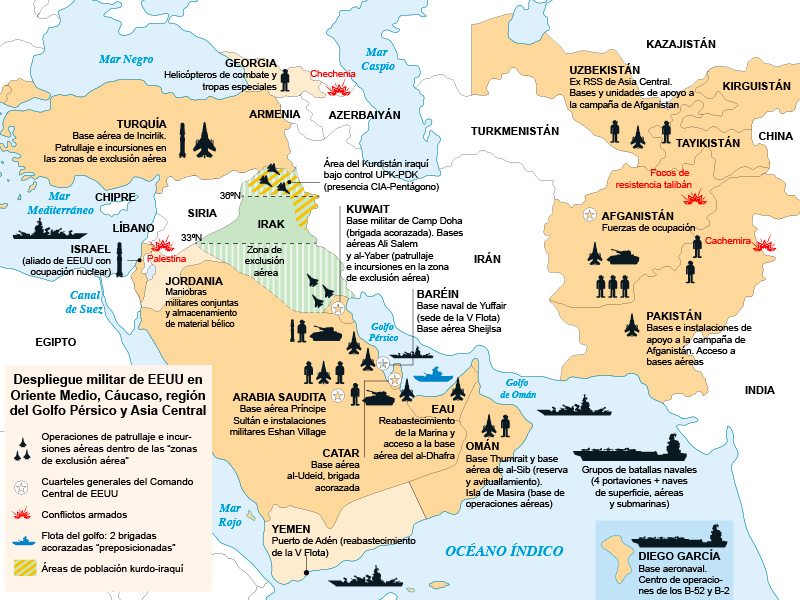 Mar Negro
GEORGIA
Helicópteros de combate y
tropas especiales
Chechenia
Mar
Caspio
KAZAJISTÁN
UZBEKISTÁN
Ex RSS de Asia Central.
Bases y unidades de apoyo a
la campaña de Afganistan
KIRGUISTÁN
CHINA
TAYIKISTÁN
TURKMENISTÁN
ARMENIA
AZERBAIYÁN
TURQUÍA
Base aérea de Incirlik.
Patrullaje e incursiones en
las zonas de exclusión aérea
Área del Kurdistán iraquí
bajo control UPK-PDK
(presencia CIA-Pentágono)
36ºN
Mar
Mediterráneo
CHIPRE
SIRIA
LÍBANO
33ºN
IRAK
Zona de
exclusión
aérea
ISRAEL
(aliado de EEUU con
ocupación nuclear)
Palestina
KUWAIT
Base militar de Camp Doha
(brigada acorazada). Bases
aéreas Ali Salem
y al-Yaber (patrullaje
e incursiones en la zona
de exclusión aérea)
IRÁN
Focos de
resistencia talibán
AFGANISTÁN
Fuerzas de ocupación
Cachemira
JORDANIA
Maniobras
militares conjuntas
y almacenamiento
de material bélico
Canal
de Suez
EGIPTO
BARÉIN
Base naval de Yuffair
(sede de la V Flota)
Base aérea Sheijlsa
Golfo
Pérsico
PAKISTÁN
Bases e instalaciones de
apoyo a la campaña de
Afganistán. Acceso a
bases aéreas
INDIA
Golfo
de Omán
ARABIA SAUDITA
Base aérea Príncipe
Sultán e instalaciones
militares Eshan Village
CATAR
Base aérea
al-Udeid, brigada
acorazada
EAU
Reabastecimiento
de la Marina y
acceso a la base
aérea del al-Dhafra
OMÁN
Base Thumrait y base
aérea de al-Sib (reserva
y avituallamiento).
Isla de Masira (base de
operaciones aéreas)
Grupos de batallas navales
(4 portaviones + naves
de superficie, aéreas
y submarinas)
Mar
Rojo
YEMEN
Puerto de Adén (reabastecimiento
de la V Flota)
OCÉANO ÍNDICO
DIEGO GARCÍA
Base aeronaval.
Centro de operacio-
nes de los B-52 y B-2
Despliegue militar de EEUU en
Oriente Medio, Cáucaso, región
del Golfo Pérsico y Asia Central
Operaciones de patrullaje e incur-
siones aéreas dentro de las “zonas
de exclusión aérea”
Cuarteles generales del Comando
Central de EEUU
Conflictos armados
Flota del golfo: 2 brigadas
acorazadas “preposicionadas”
Áreas de población kurdo-iraquí